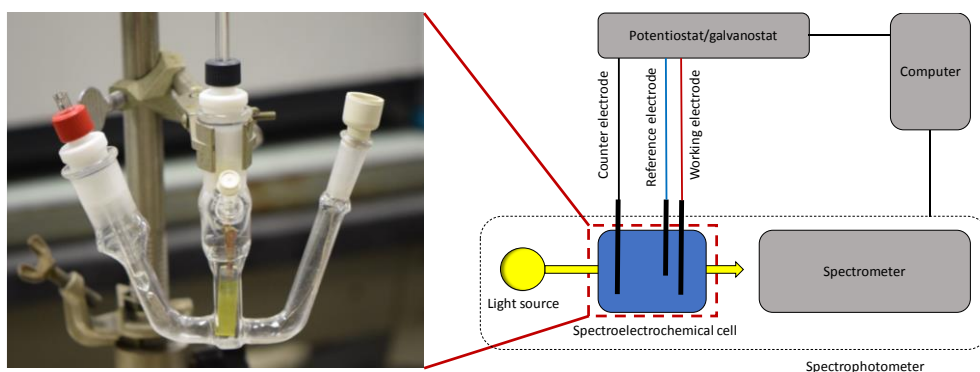 Potentiostat/galvanostat
Computer
Counter electrode
Reference electrode
Working electrode
Light source
Spectrometer
Spectroelectrochemical cell
Spectrophotometer